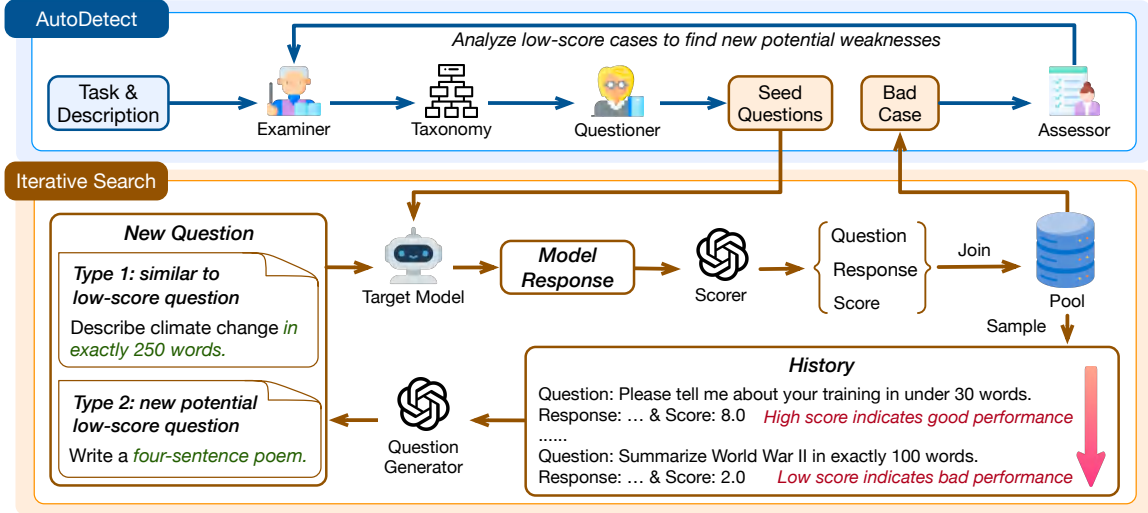 AutoDetect
Analyze low-score cases to find new potential weaknesses
Task &
Description
Examiner
Taxonomy
Questioner
Seed
Questions
Bad
Case
Assessor
Iterative Search
New Question
Type 1: similar to
low-score question
Describe climate change in
exactly 250 words.
Type 2: new potential
low-score question
Write a four-sentence poem.
Target Model
Model
Response
Scorer
Question
Response
Score
Join
Pool
Sample
Question
Generator
History
Question: Please tell me about your training in under 30 words.
Response: ... & Score: 8.0 High score indicates good performance
......
Question: Summarize World War II in exactly 100 words.
Response: ... & Score: 2.0 Low score indicates bad performance